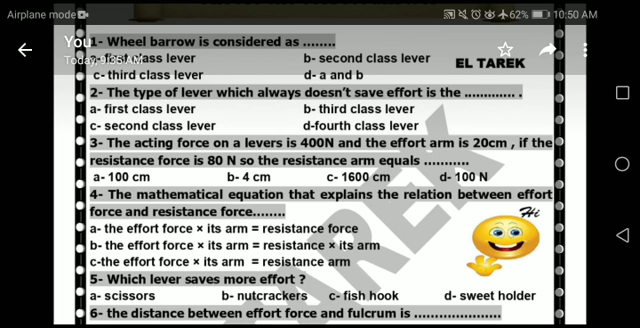 Airplane mode 62% 10:50 AM
You
Today, 9:35 AM
1- Wheel barrow is considered as ........
a- first class lever b- second class lever
EL TAREK
c- third class lever d- a and b
2- The type of lever which always doesn't save effort is the ............. .
a- first class lever b- third class lever
c- second class lever d-fourth class lever
3- The acting force on a levers is 400N and the effort arm is 20cm , if the
resistance force is 80 N so the resistance arm equals ...........
a- 100 cm b- 4 cm c- 1600 cm d- 100 N
4- The mathematical equation that explains the relation between effort
force and resistance force........
Hi
a- the effort force × its arm = resistance force
b- the effort force × its arm = resistance × its arm
c-the effort force × its arm = resistance arm
5- Which lever saves more effort ?
a- scissors b- nutcrackers c- fish hook d- sweet holder
6- the distance between effort force and fulcrum is ......................